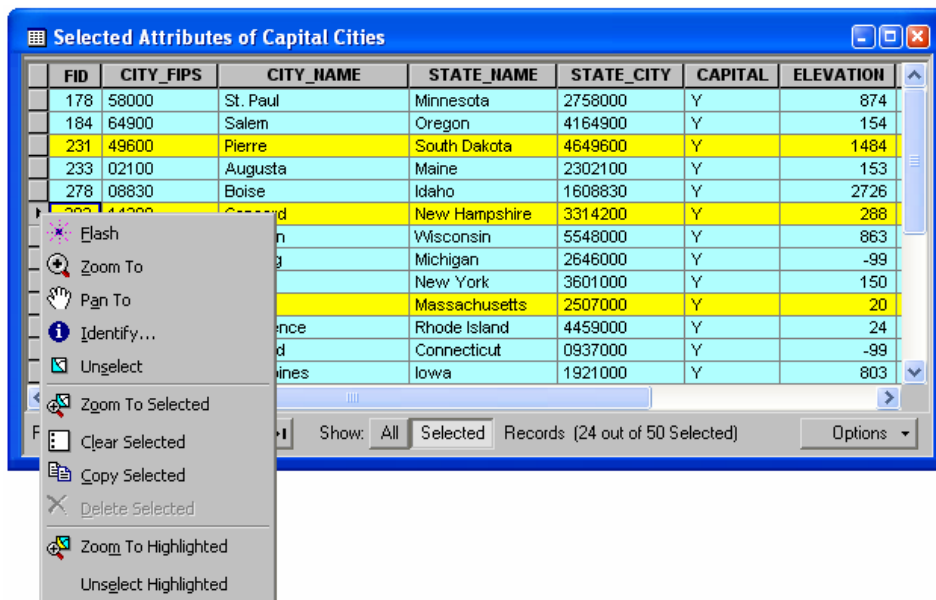 Selected Attributes of Capital Cities
FID CITY_FIPS CITY_NAME STATE_NAME STATE_CITY CAPITAL ELEVATION
178 58000 St. Paul Minnesota 2758000 Y 874
184 64900 Salem Oregon 4164900 Y 154
231 49600 Pierre South Dakota 4649600 Y 1484
233 02100 Augusta Maine 2302100 Y 153
278 08830 Boise Idaho 1608830 Y 2726
New Hampshire 3314200 Y 288
n Wisconsin 5548000 Y 863
g Michigan 2646000 Y -99
New York 3601000 Y 150
Massachusetts 2507000 Y 20
ence Rhode Island 4459000 Y 24
d Connecticut 0937000 Y -99
ines Iowa 1921000 Y 803
Show: All Selected Records (24 out of 50 Selected) Options
Flash
Zoom To
Pan To
Identify...
Unselect
Zoom To Selected
Clear Selected
Copy Selected
Delete Selected
Zoom To Highlighted
Unselect Highlighted